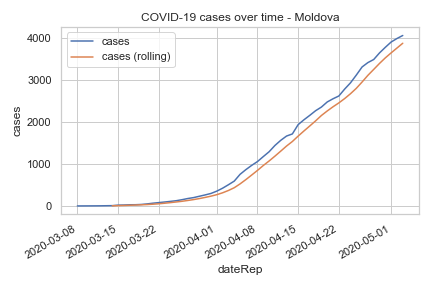 COVID-19 cases over time - Moldova
cases
cases (rolling)
4000
3000
2000
1000
0
cases
2020-03-08
2020-03-15
2020-03-22
2020-04-01
2020-04-08
2020-04-15
2020-04-22
2020-05-01
dateRep